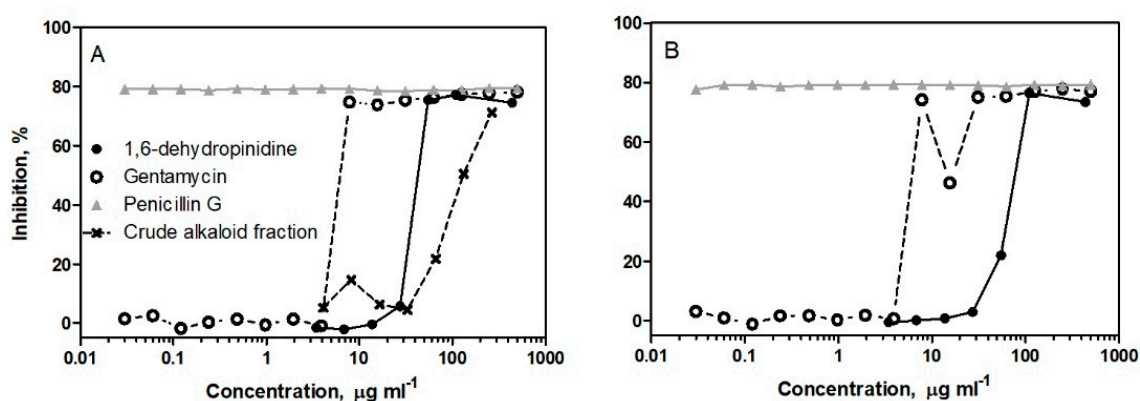 A
100
80
60
40
20
0
Inhibition, %
1,6-dehydropinidine
Gentamycin
Penicillin G
Crude alkaloid fraction
0.01 0.1 1 10 100 1000
Concentration, μg ml-1
B
100
80
60
40
20
0
0.01 0.1 1 10 100 1000
Concentration, μg ml-1